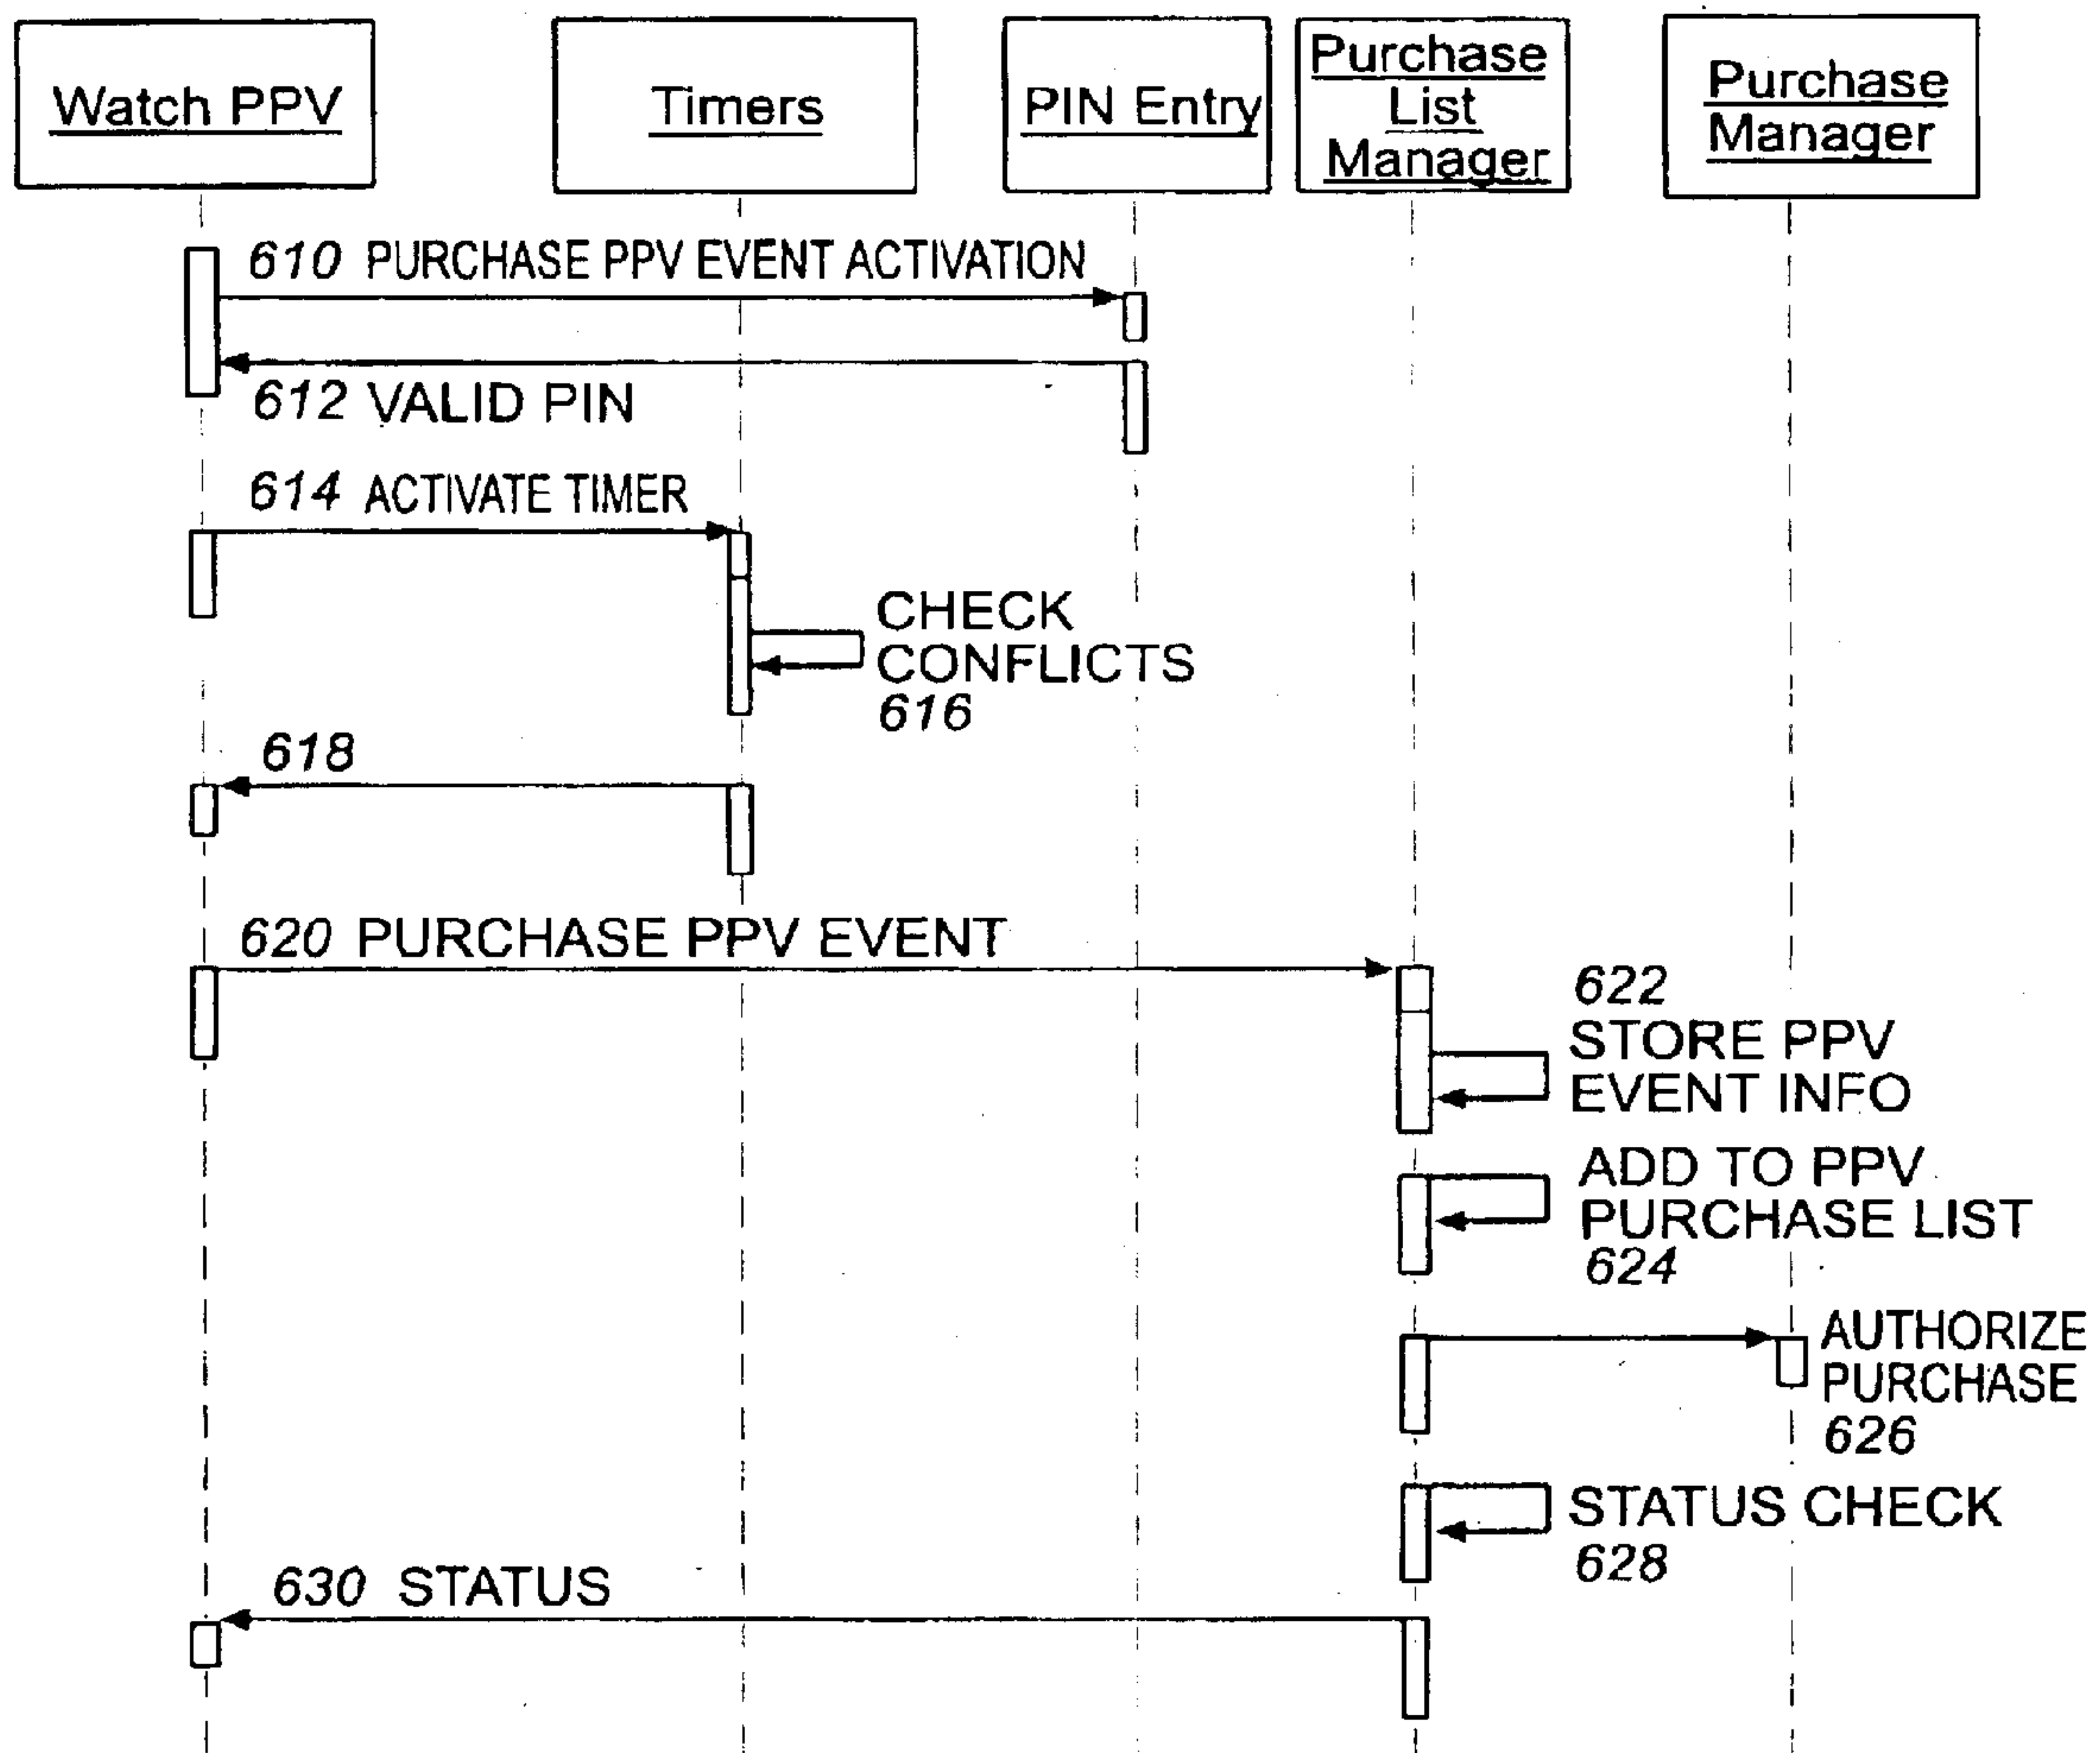 Watch PPV
Timers
PIN Entry
Purchase
List
Manager
Purchase
Manager
610 PURCHASE PPV EVENT ACTIVATION
612 VALID PIN
614 ACTIVATE TIMER
CHECK
CONFLICTS
616
618
620 PURCHASE PPV EVENT
622
STORE PPV
EVENT INFO
ADD TO PPV
PURCHASE LIST
624
AUTHORIZE
PURCHASE
626
STATUS CHECK
628
630 STATUS